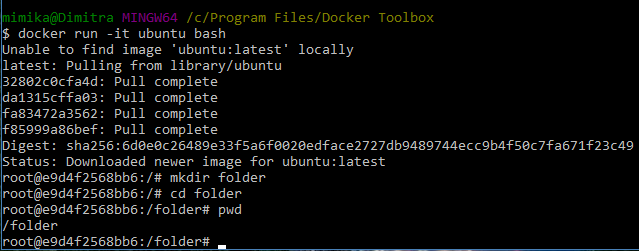 mimika@Dimitra MINGW64 /c/Program Files/Docker Toolbox
$ docker run -it ubuntu bash
Unable to find image 'ubuntu:latest' locally
latest: Pulling from library/ubuntu
32802c0cfa4d: Pull complete
da1315cffa03: Pull complete
fa83472a3562: Pull complete
f85999a86bef: Pull complete
Digest: sha256:6d0e0c26489e33f5a6f0020edface2727db9489744ecc9b4f50c7fa671f23c49
Status: Downloaded newer image for ubuntu:latest
root@e9d4f2568bb6:/# mkdir folder
root@e9d4f2568bb6:/# cd folder
root@e9d4f2568bb6:/folder# pwd
/folder
root@e9d4f2568bb6:/folder#